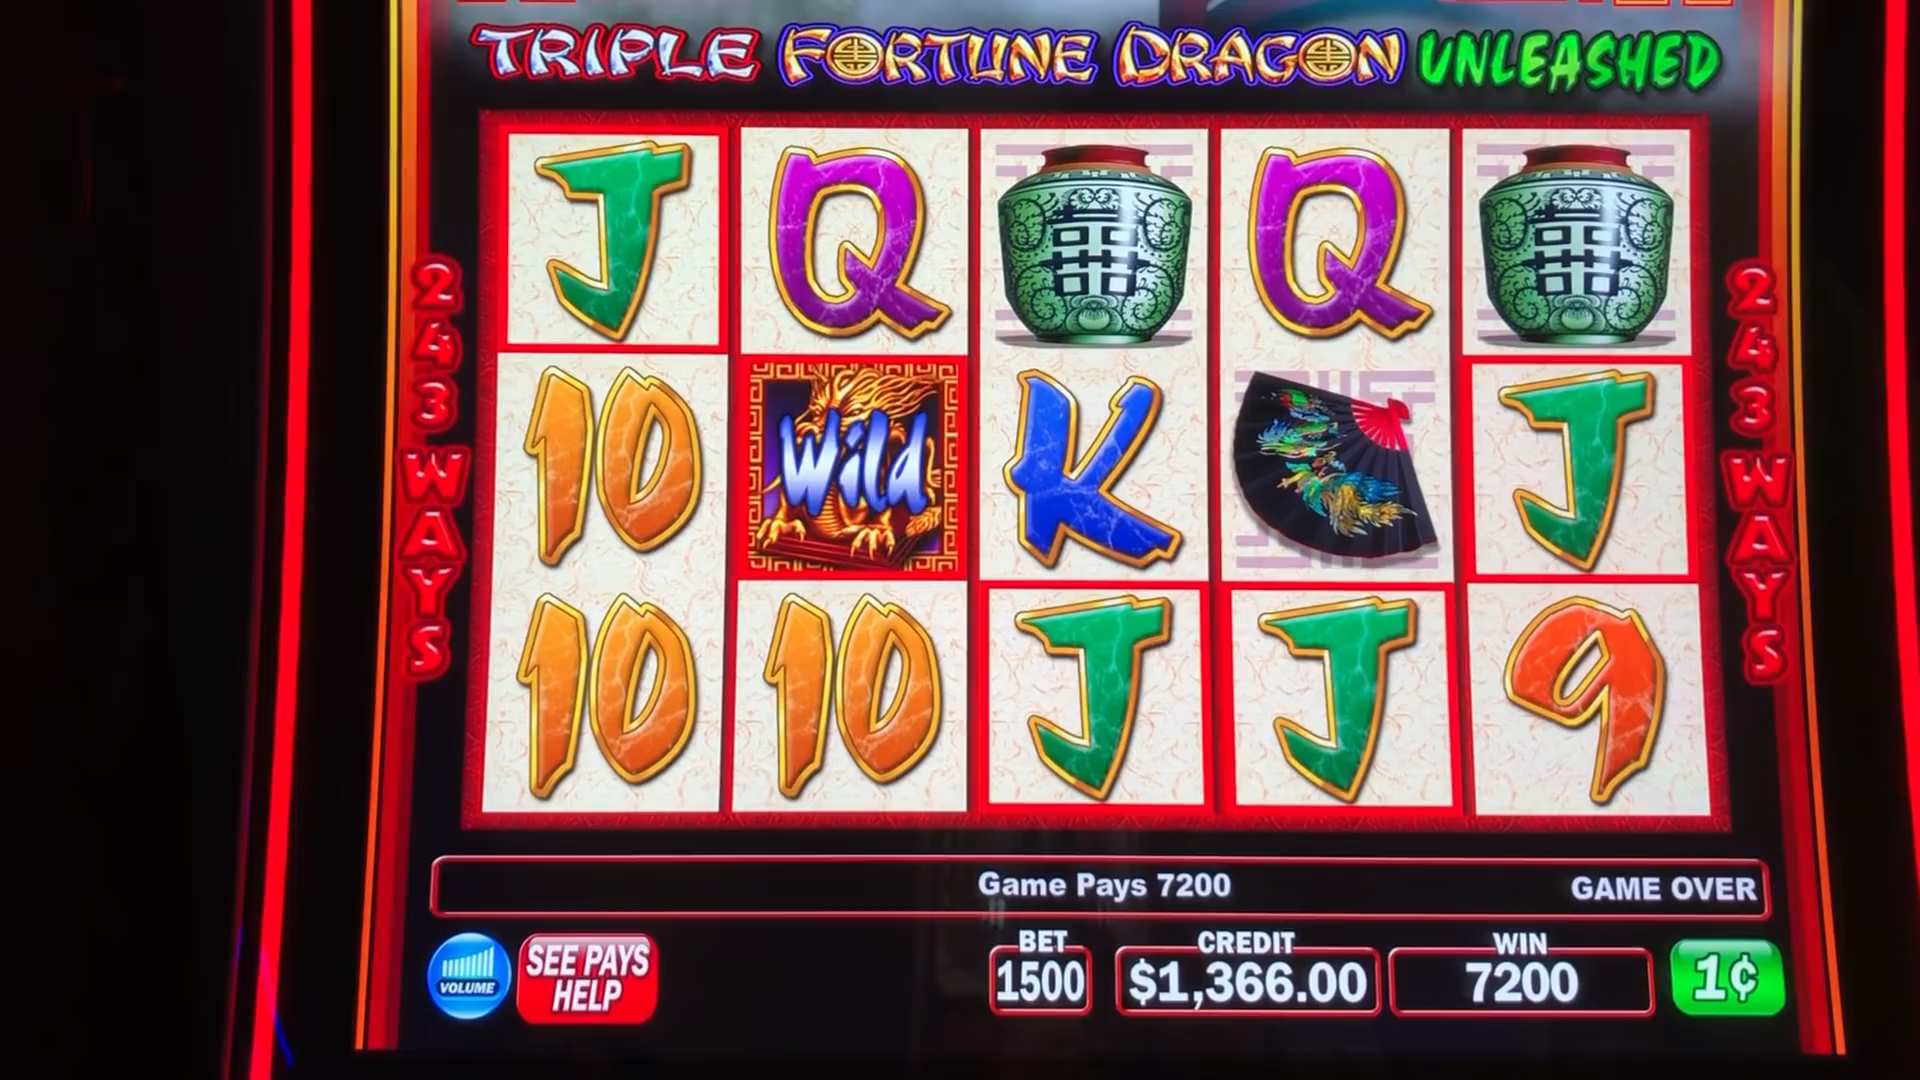 TRIPLE FORTUNE DRAGON UNLEASHED
243 WAYS
243 WAYS
J Q Q
10 Wild K J
10 10 J J 9
Game Pays 7200
GAME OVER
VOLUME
SEE PAYS
HELP
BET
1500
CREDIT
$1,366.00
WIN
7200
1¢